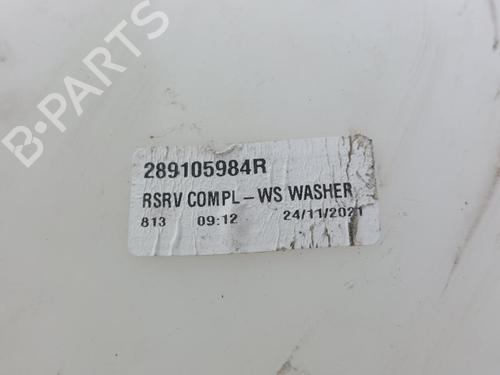 B-PARTS
289105984R
RSRV COMPL-WS WASHER
813 09:12 24/11/2021